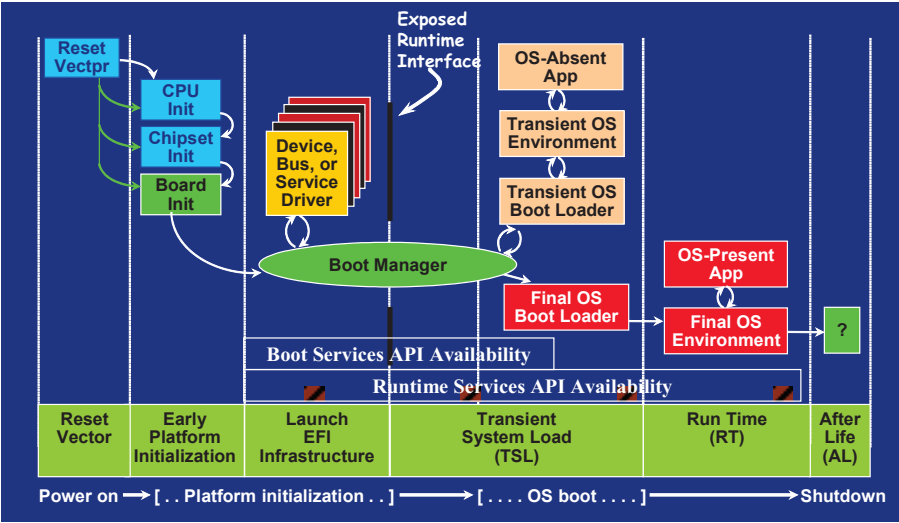 Exposed
Runtime
Interface
Reset
Vectpr
CPU
Init
Chipset
Init
Board
Init
Device,
Bus, or
Service
Driver
OS-Absent
App
Transient OS
Environment
Transient OS
Boot Loader
Boot Manager
OS-Present
App
Final OS
Boot Loader
Final OS
Environment
?
Boot Services API Availability
Runtime Services API Availability
Reset
Vector
Early
Platform
Initialization
Launch
EFI
Infrastructure
Transient
System Load
(TSL)
Run Time
(RT)
After
Life
(AL)
Power on [ . . Platform initialization . . ] [ . . . . OS boot . . . . ] Shutdown